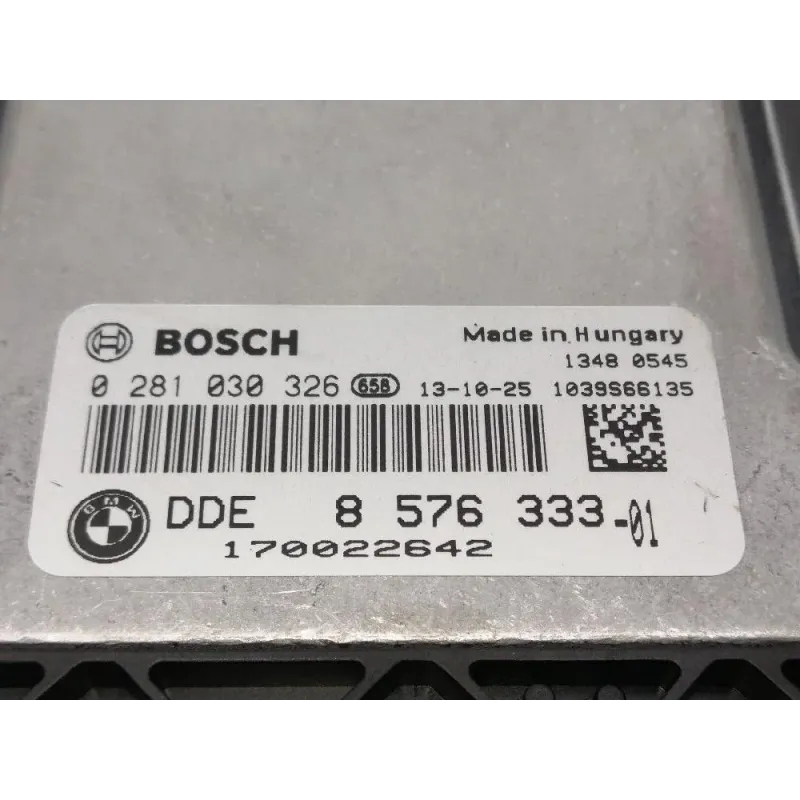 BOSCH Made in Hungary
1348 0545
0 281 030 326 658 13-10-25 1039S66135
BMW DDE 8 576 333-01
170022642